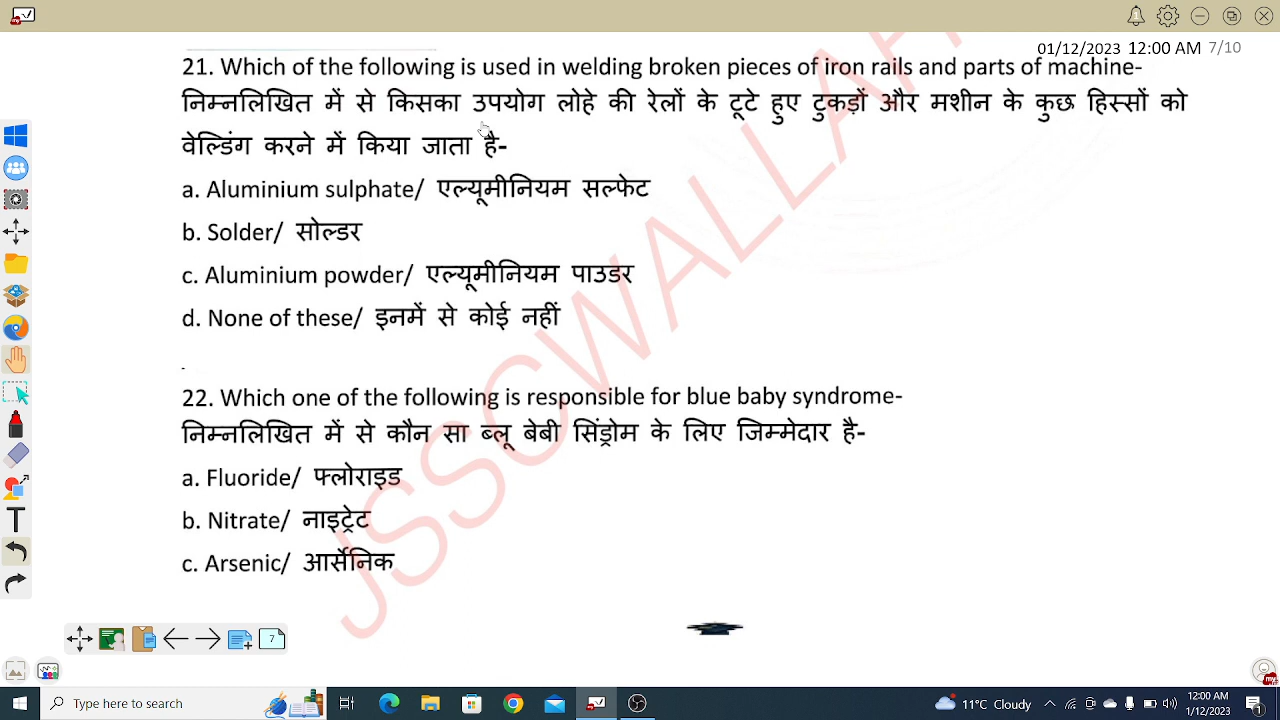 01/12/2023 12:00 AM 7/10
21. Which of the following is used in welding broken pieces of iron rails and parts of machine-
निम्नलिखित में से किसका उपयोग लोहे की रेलों के टूटे हुए टुकड़ों और मशीन के कुछ हिस्सों को
वेल्डिंग करने में किया जाता है-
a. Aluminium sulphate/ एल्यूमीनियम सल्फेट
b. Solder/ सोल्डर
c. Aluminium powder/ एल्यूमीनियम पाउडर
d. None of these/ इनमें से कोई नहीं
22. Which one of the following is responsible for blue baby syndrome-
निम्नलिखित में से कौन सा ब्लू बेबी सिंड्रोम के लिए जिम्मेदार है-
a. Fluoride/ फ्लोराइड
b. Nitrate/ नाइट्रेट
c. Arsenic/ आर्सेनिक
7
Type here to search
11°C Cloudy
12:00 AM
1/12/2023